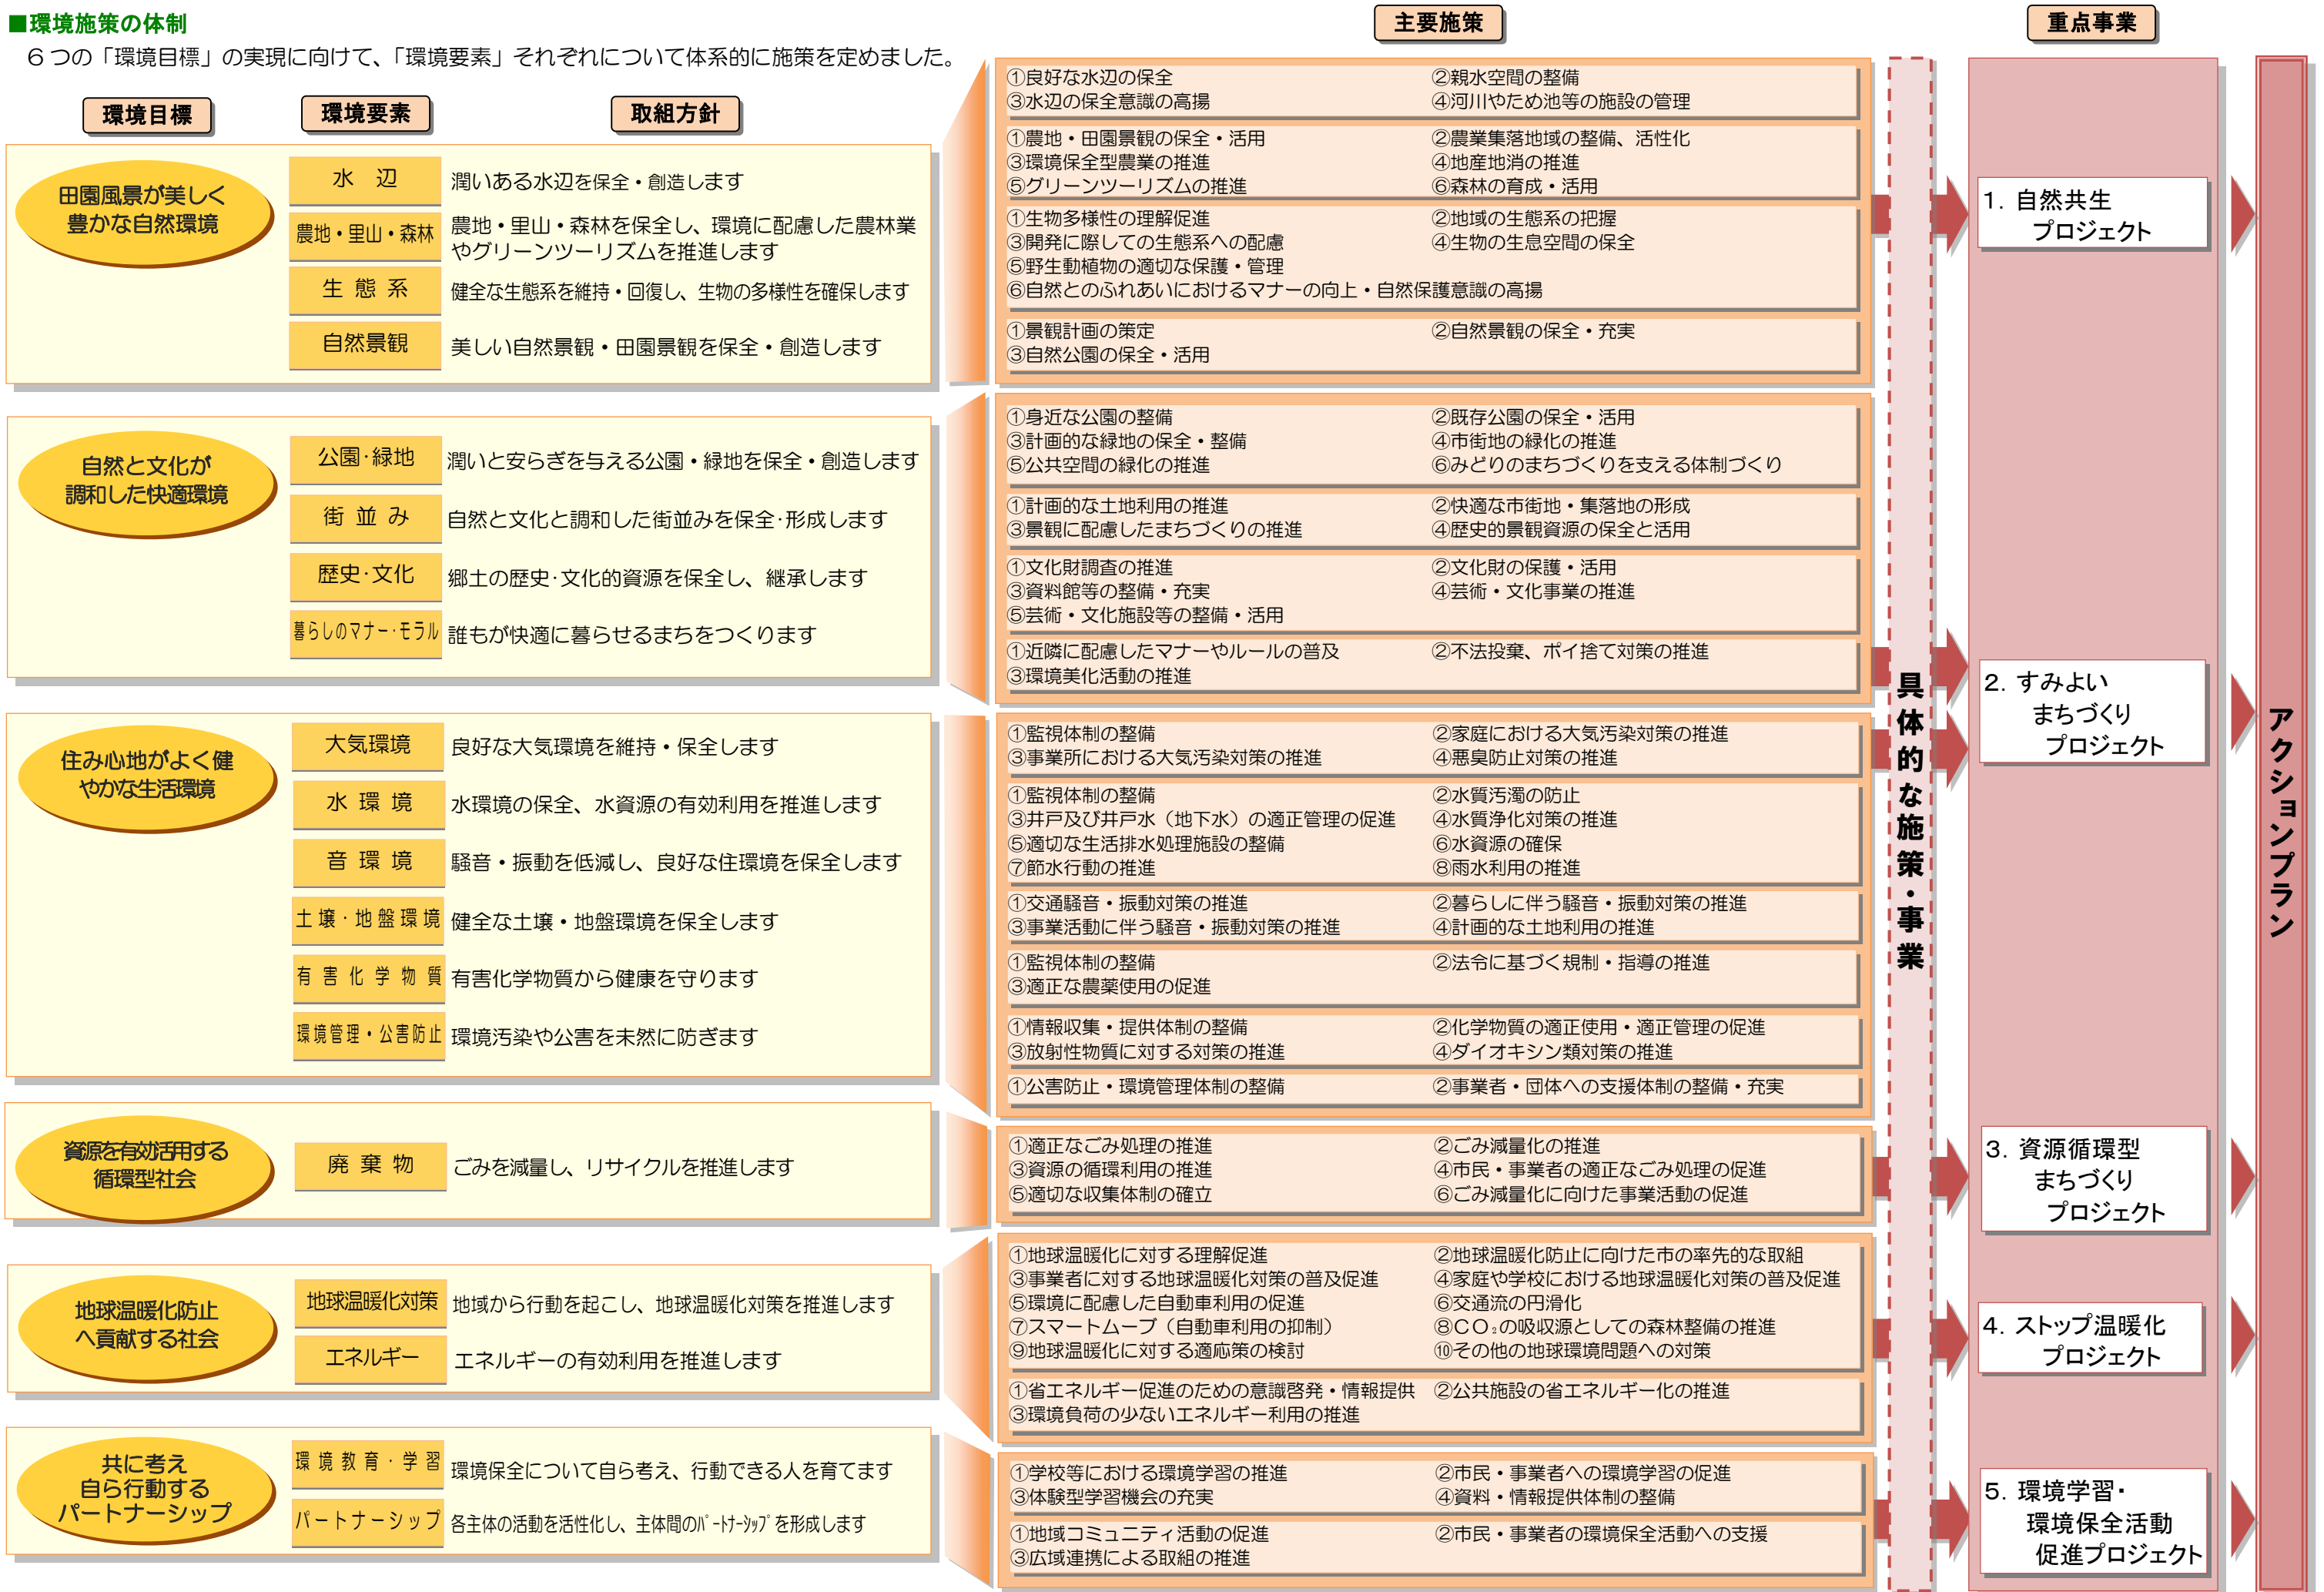 ■環境施策の体制
６つの「環境目標」の実現に向けて、「環境要素」それぞれについて体系的に施策を定めました。
環境目標
環境要素
取組方針
主要施策
重点事業
田園風景が美しく
豊かな自然環境
水　辺
潤いある水辺を保全・創造します
農地・里山・森林
農地・里山・森林を保全し、環境に配慮した農林業
やグリーンツーリズムを推進します
生 態 系
健全な生態系を維持・回復し、生物の多様性を確保します
自然景観
美しい自然景観・田園景観を保全・創造します
①良好な水辺の保全　②親水空間の整備
③水辺の保全意識の高揚　④河川やため池等の施設の管理
①農地・田園景観の保全・活用　②農業集落地域の整備、活性化
③環境保全型農業の推進　④地産地消の推進
⑤グリーンツーリズムの推進　⑥森林の育成・活用
①生物多様性の理解促進　②地域の生態系の把握
③開発に際しての生態系への配慮　④生物の生息空間の保全
⑤野生動植物の適切な保護・管理
⑥自然とのふれあいにおけるマナーの向上・自然保護意識の高揚
①景観計画の策定　②自然景観の保全・充実
③自然公園の保全・活用
自然と文化が
調和した快適環境
公園・緑地
潤いと安らぎを与える公園・緑地を保全・創造します
街 並 み
自然と文化と調和した街並みを保全・形成します
歴史・文化
郷土の歴史・文化的資源を保全し、継承します
暮らしのマナー・モラル
誰もが快適に暮らせるまちをつくります
①身近な公園の整備　②既存公園の保全・活用
③計画的な緑地の保全・整備　④市街地の緑化の推進
⑤公共空間の緑化の推進　⑥みどりのまちづくりを支える体制づくり
①計画的な土地利用の推進　②快適な市街地・集落地の形成
③景観に配慮したまちづくりの推進　④歴史的景観資源の保全と活用
①文化財調査の推進　②文化財の保護・活用
③資料館等の整備・充実　④芸術・文化事業の推進
⑤芸術・文化施設等の整備・活用
①近隣に配慮したマナーやルールの普及　②不法投棄、ポイ捨て対策の推進
③環境美化活動の推進
住み心地がよく健
やかな生活環境
大気環境
良好な大気環境を維持・保全します
水 環 境
水環境の保全、水資源の有効利用を推進します
音 環 境
騒音・振動を低減し、良好な住環境を保全します
土壌・地盤環境
健全な土壌・地盤環境を保全します
有害化学物質
有害化学物質から健康を守ります
環境管理・公害防止
環境汚染や公害を未然に防ぎます
①監視体制の整備　②家庭における大気汚染対策の推進
③事業所における大気汚染対策の推進　④悪臭防止対策の推進
①監視体制の整備　②水質汚濁の防止
③井戸及び井戸水（地下水）の適正管理の促進　④水質浄化対策の推進
⑤適切な生活排水処理施設の整備　⑥水資源の確保
⑦節水行動の推進　⑧雨水利用の推進
①交通騒音・振動対策の推進　②暮らしに伴う騒音・振動対策の推進
③事業活動に伴う騒音・振動対策の推進　④計画的な土地利用の推進
①監視体制の整備　②法令に基づく規制・指導の推進
③適正な農薬使用の促進
①情報収集・提供体制の整備　②化学物質の適正使用・適正管理の促進
③放射性物質に対する対策の推進　④ダイオキシン類対策の推進
①公害防止・環境管理体制の整備　②事業者・団体への支援体制の整備・充実
資源を有効活用する
循環型社会
廃 棄 物
ごみを減量し、リサイクルを推進します
①適正なごみ処理の推進　②ごみ減量化の推進
③資源の循環利用の推進　④市民・事業者の適正なごみ処理の促進
⑤適切な収集体制の確立　⑥ごみ減量化に向けた事業活動の促進
地球温暖化防止
へ貢献する社会
地球温暖化対策
地域から行動を起こし、地球温暖化対策を推進します
エネルギー
エネルギーの有効利用を推進します
①地球温暖化に対する理解促進　②地球温暖化防止に向けた市の率先的な取組
③事業者に対する地球温暖化対策の普及促進　④家庭や学校における地球温暖化対策の普及促進
⑤環境に配慮した自動車利用の促進　⑥交通流の円滑化
⑦スマートムーブ（自動車利用の抑制）　⑧ＣＯ₂の吸収源としての森林整備の推進
⑨地球温暖化に対する適応策の検討　⑩その他の地球環境問題への対策
①省エネルギー促進のための意識啓発・情報提供　②公共施設の省エネルギー化の推進
③環境負荷の少ないエネルギー利用の推進
共に考え
自ら行動する
パートナーシップ
環境教育・学習
環境保全について自ら考え、行動できる人を育てます
パートナーシップ
各主体の活動を活性化し、主体間のﾊﾟｰﾄﾅｰｼｯﾌﾟを形成します
①学校等における環境学習の推進　②市民・事業者への環境学習の促進
③体験型学習機会の充実　④資料・情報提供体制の整備
①地域コミュニティ活動の促進　②市民・事業者の環境保全活動への支援
③広域連携による取組の推進
具体的な施策・事業
1. 自然共生
プロジェクト
2. すみよい
まちづくり
プロジェクト
3. 資源循環型
まちづくり
プロジェクト
4. ストップ温暖化
プロジェクト
5. 環境学習・
環境保全活動
促進プロジェクト
アクションプラン